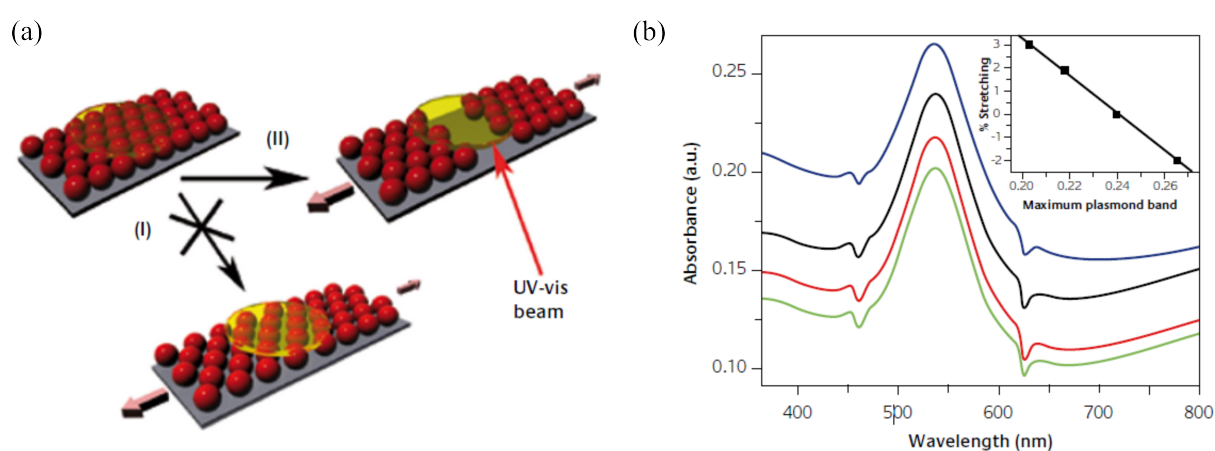 (a)
(II)
(I)
UV-vis
beam
(b)
Absorbance (a.u.)
0.25
0.20
0.15
0.10
400
500
600
700
800
Wavelength (nm)
% Stretching
3
2
1
0
-1
-2
0.20
0.22
0.24
0.26
Maximum plasmond band